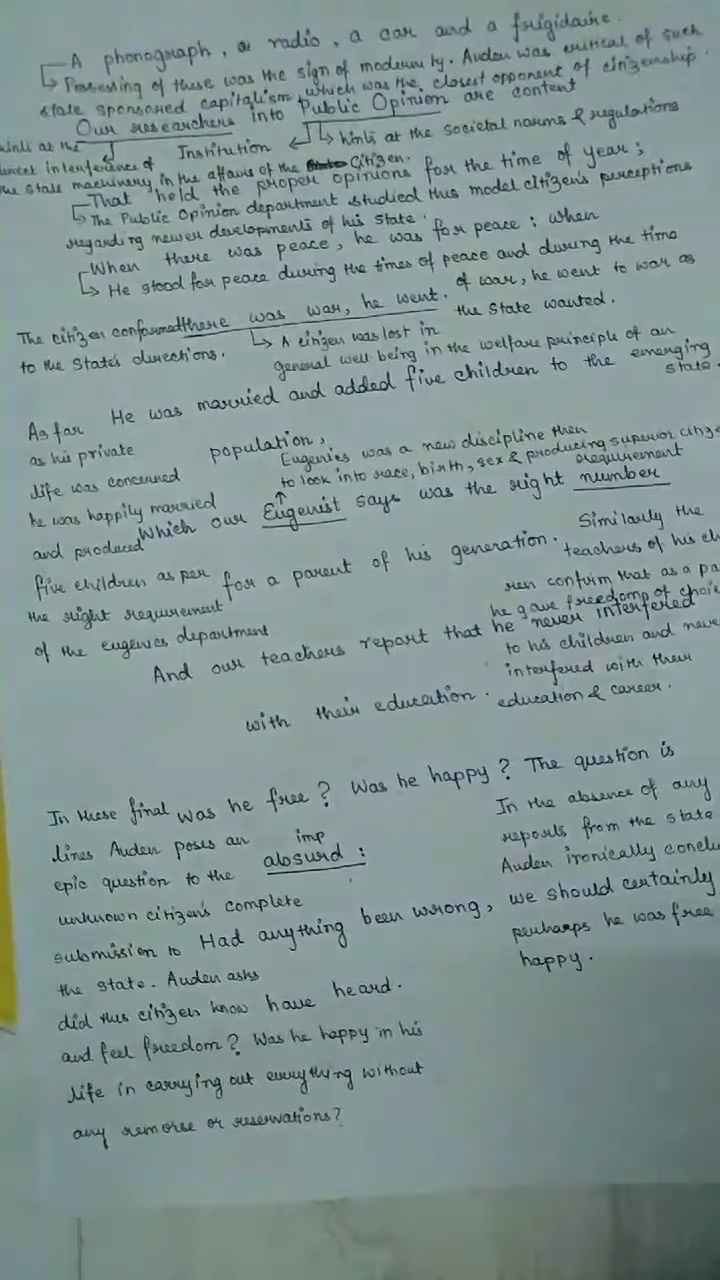 A phonograph, a radio, a car and a frigidaire.
Possessing of these was the sign of modernity. Auden was critical of such
state sponsored capitalism, which was the closest opponent of citizenship.
Our researchers into Public Opinion are content
hints at the
Institution
hints at the societal norms & regulations
interference of
the State machinery in the affairs of the citizen.
That held the proper opinions for the time of year;
The Public Opinion department studied this model citizen's perceptions
regarding newer developments of his State.
When there was peace, he was for peace: when
He stood for peace during the times of peace and during the time
of war, he went to war as
the State wanted.
there was war, he went.
The citizen conformed
to the State's directions.
A citizen was lost in
general well being in the welfare principle of an
emerging
state.
He was married and added five children to the
population,
As far
as his private
life was concerned
he was happily married
and produced
five children as per
the right requirement
of the eugenics department
Eugenics was a new discipline then
to look into race, birth, sex & producing superior
requirement
Which our Eugenist says was the right number
for a parent of his generation.
Similarly the
teachers of his
ren confirm that as a
he gave freedom of
to his children and
interfered with their
education & career.
And our teachers report that he never interfered
with their education.
was he free? Was he happy? The question is
imp
absurd:
In these final
lines Auden poses an
epic question to the
unknown citizen's complete
submission to
the state. Auden asks
did this citizen know
and feel freedom? Was he happy in his
life in carrying out everything without
any remorse or reservations?
Had anything been wrong, we should certainly
have heard.
In the absence of any
reports from the state
Auden ironically
perhaps he was free
happy.